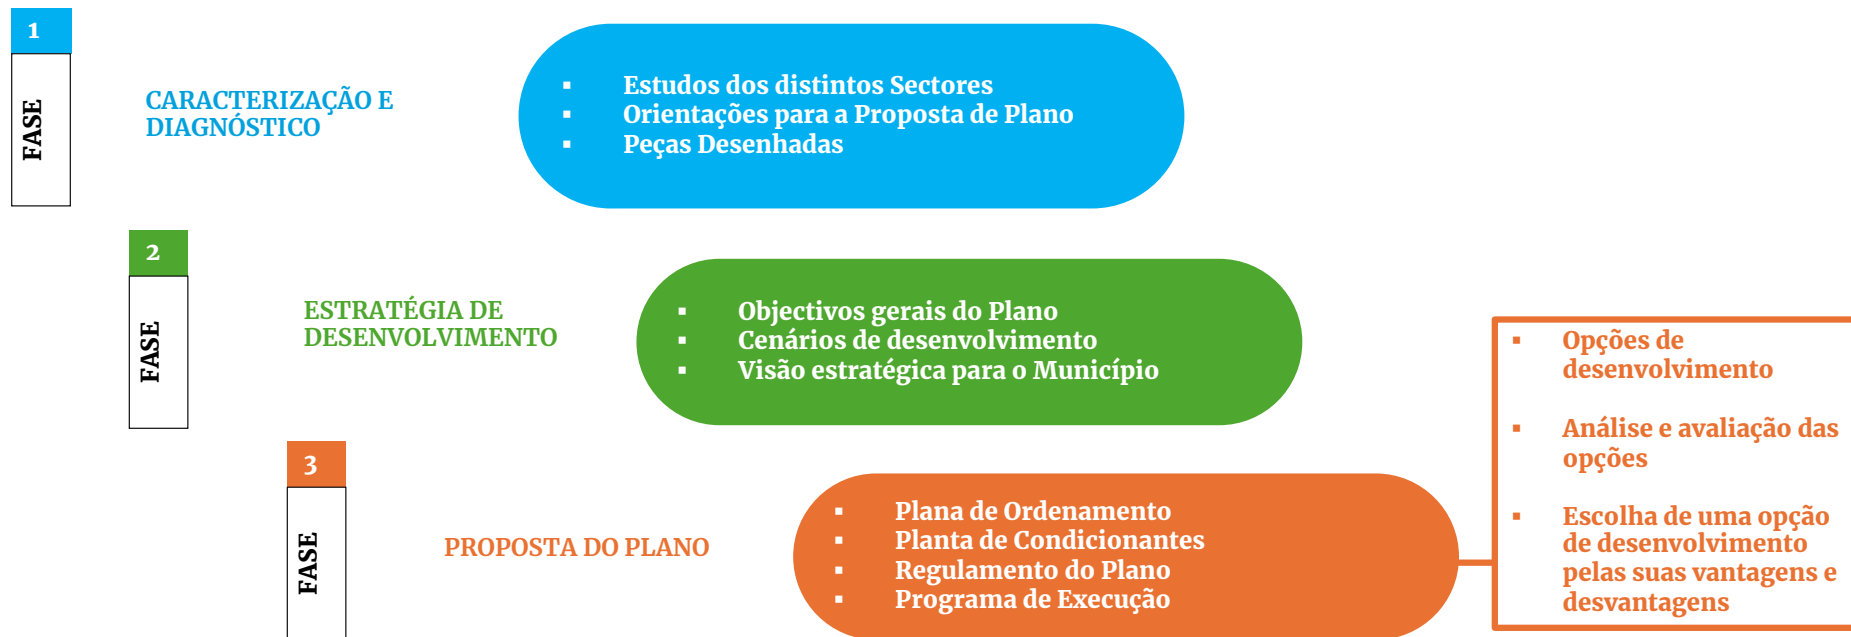 1
FASE
CARACTERIZAÇÃO E
DIAGNÓSTICO
▪ Estudos dos distintos Sectores
▪ Orientações para a Proposta de Plano
▪ Peças Desenhadas
2
FASE
ESTRATÉGIA DE
DESENVOLVIMENTO
▪ Objectivos gerais do Plano
▪ Cenários de desenvolvimento
▪ Visão estratégica para o Município
3
FASE
PROPOSTA DO PLANO
▪ Plana de Ordenamento
▪ Planta de Condicionantes
▪ Regulamento do Plano
▪ Programa de Execução
▪ Opções de
desenvolvimento
▪ Análise e avaliação das
opções
▪ Escolha de uma opção
de desenvolvimento
pelas suas vantagens e
desvantagens